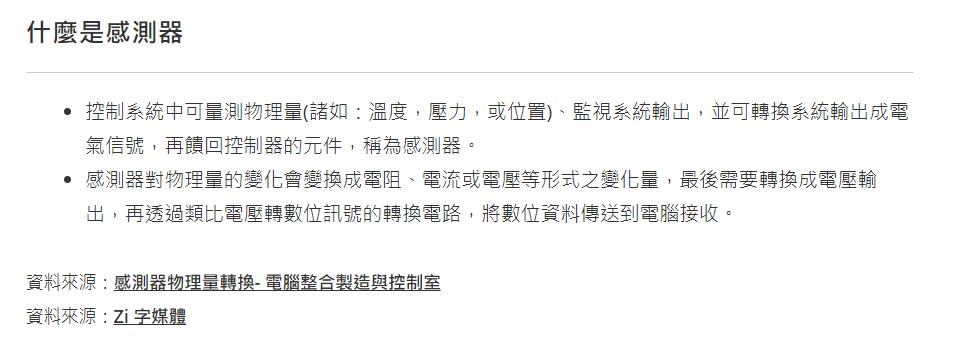 什麼是感測器
• 控制系統中可量測物理量(諸如：溫度，壓力，或位置)、監視系統輸出，並可轉換系統輸出成電
氣信號，再饋回控制器的元件，稱為感測器。
• 感測器對物理量的變化會變換成電阻、電流或電壓等形式之變化量，最後需要轉換成電壓輸
出，再透過類比電壓轉數位訊號的轉換電路，將數位資料傳送到電腦接收。
資料來源：感測器物理量轉換- 電腦整合製造與控制室
資料來源：Zi 字媒體